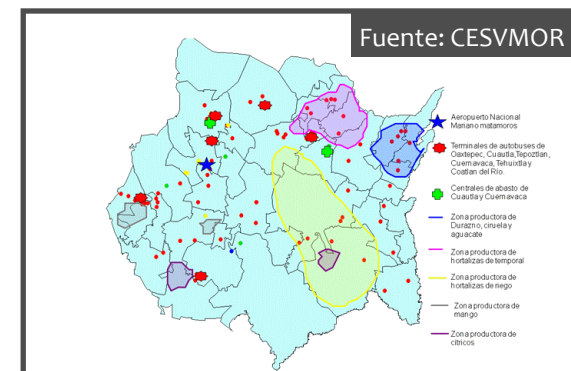 Fuente: CESVMOR
Aeropuerto Nacional
Mariano matamoros
Terminales de autobuses de
Oaxtepec, Cuautla,Tepoztlan,
Cuernavaca, Tehuixtla y
Coatlan del Rio.
Centrales de abasto de
Cuautla y Cuernavaca
Zona productora de
Durazno, ciruela y
aguacate
Zona productora de
hortalizas de temporal
Zona productora de
hortalizas de riego
Zona productora de
mango
Zona productora de
cítricos